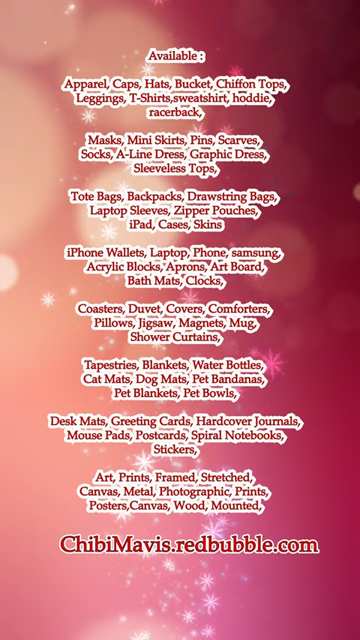 Available :
Apparel, Caps, Hats, Bucket, Chiffon Tops,
Leggings, T-Shirts,sweatshirt, hoddie,
racerback,
Masks, Mini Skirts, Pins, Scarves,
Socks, A-Line Dress, Graphic Dress,
Sleeveless Tops,
Tote Bags, Backpacks, Drawstring Bags,
Laptop Sleeves, Zipper Pouches,
iPad, Cases, Skins
iPhone Wallets, Laptop, Phone, samsung,
Acrylic Blocks, Aprons, Art Board,
Bath Mats, Clocks,
Coasters, Duvet, Covers, Comforters,
Pillows, Jigsaw, Magnets, Mug,
Shower Curtains,
Tapestries, Blankets, Water Bottles,
Cat Mats, Dog Mats, Pet Bandanas,
Pet Blankets, Pet Bowls,
Desk Mats, Greeting Cards, Hardcover Journals,
Mouse Pads, Postcards, Spiral Notebooks,
Stickers,
Art, Prints, Framed, Stretched,
Canvas, Metal, Photographic, Prints,
Posters,Canvas, Wood, Mounted,
ChibiMavis.redbubble.com